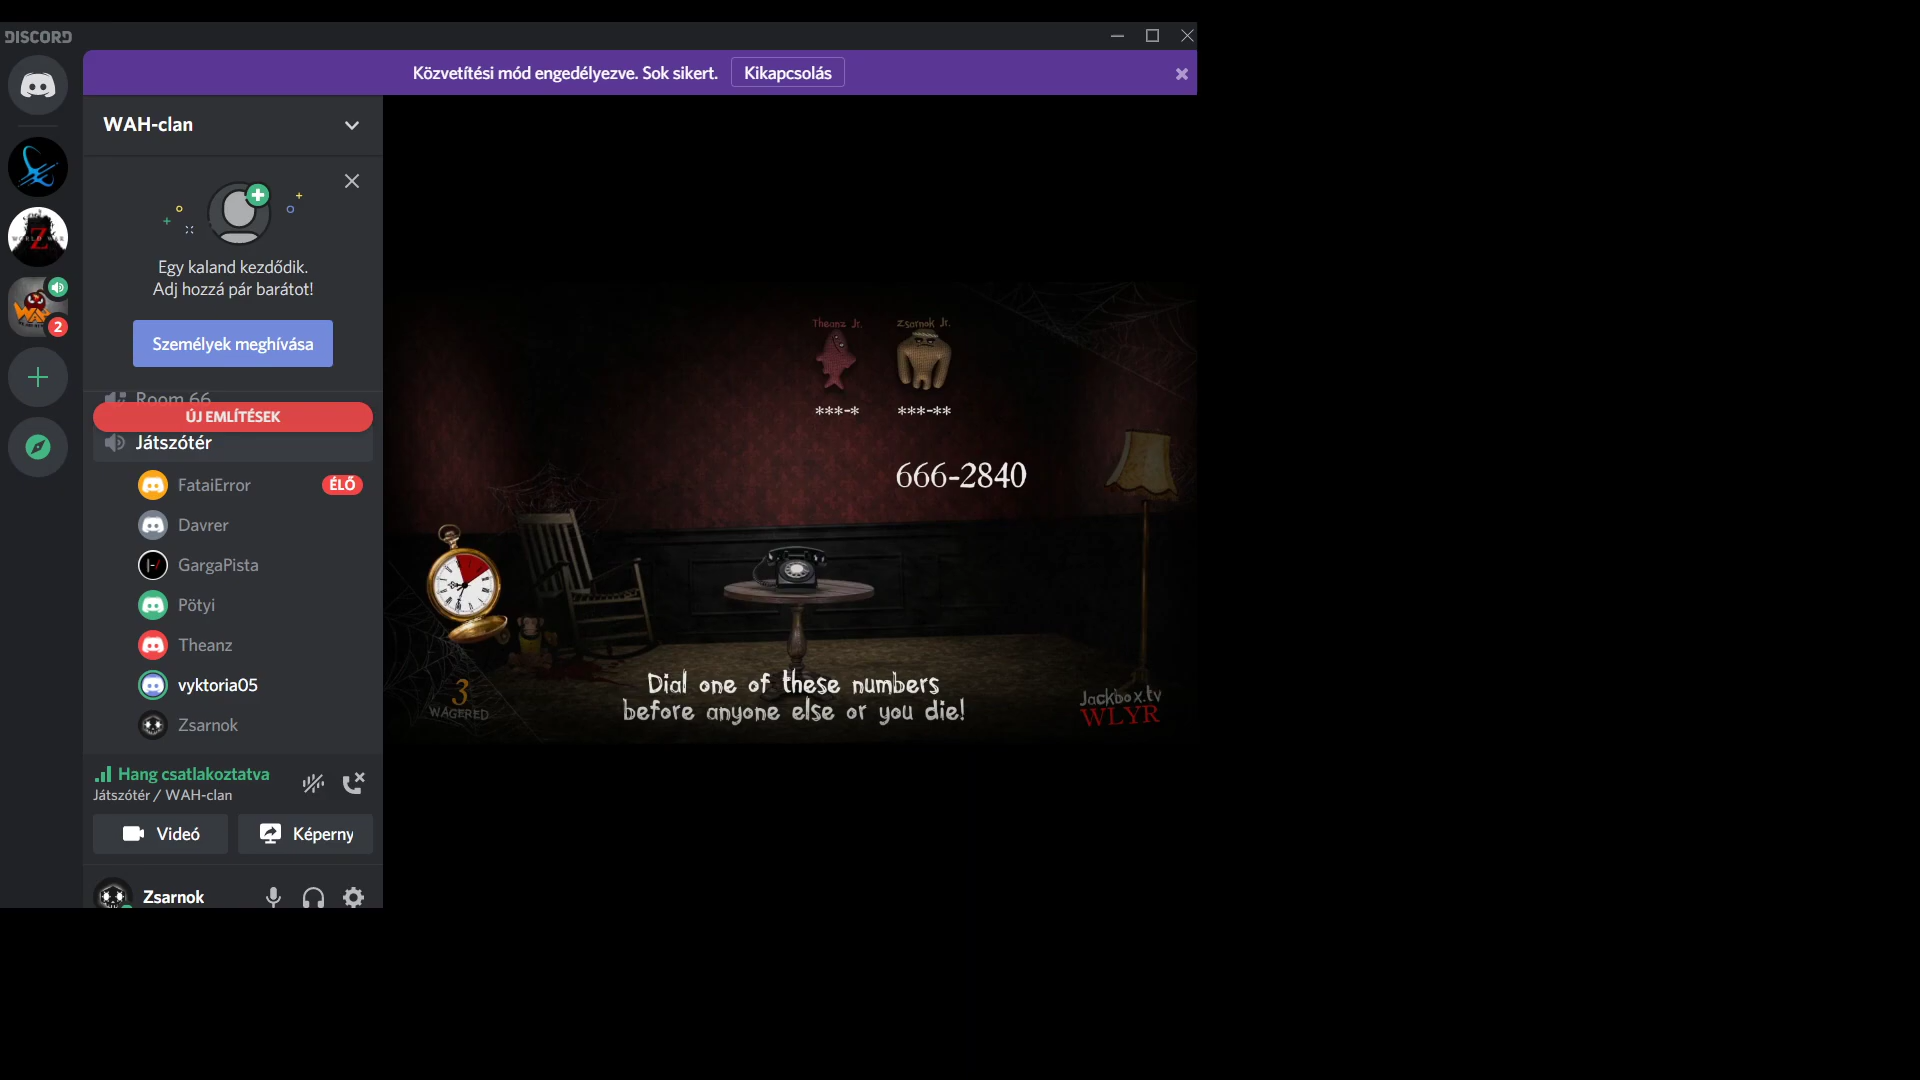 DISCORD
Közvetítési mód engedélyezve. Sok sikert.
Kikapcsolás
WAH-clan
Egy kaland kezdődik.
Adj hozzá pár barátot!
Személyek meghívása
2
Room 66
ÚJ EMLÍTÉSEK
Játszótér
FataiError
ÉLŐ
Davrer
GargaPista
Pötyi
Theanz
vyktoria05
Zsarnok
Hang csatlakoztatva
Játszótér / WAH-clan
Videó
Képerny
Zsarnok
Theanz Jr.
Zsarnok Jr.
***-*
***-**
666-2840
3
WAGERED
Dial one of these numbers
before anyone else or you die!
Jackbox.tv
WLYR